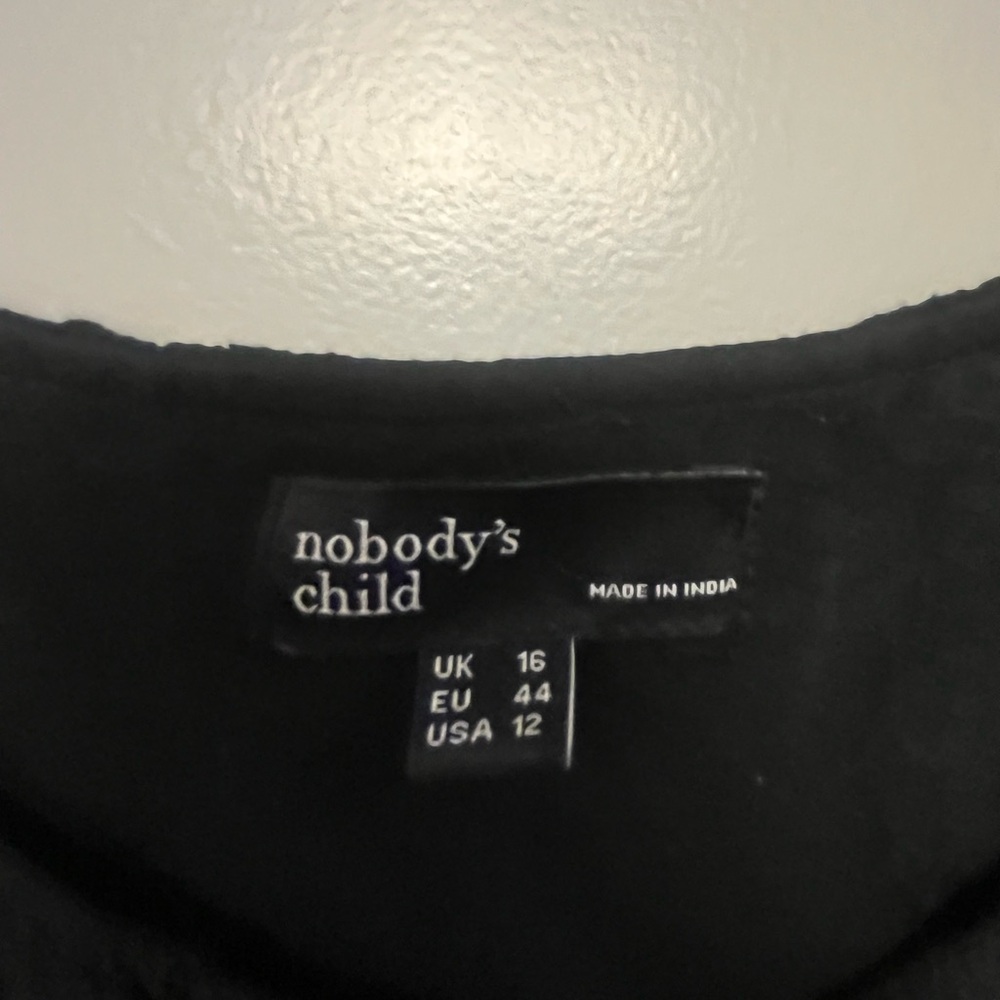 nobody's
child
MADE IN INDIA
UK 16
EU 44
USA 12